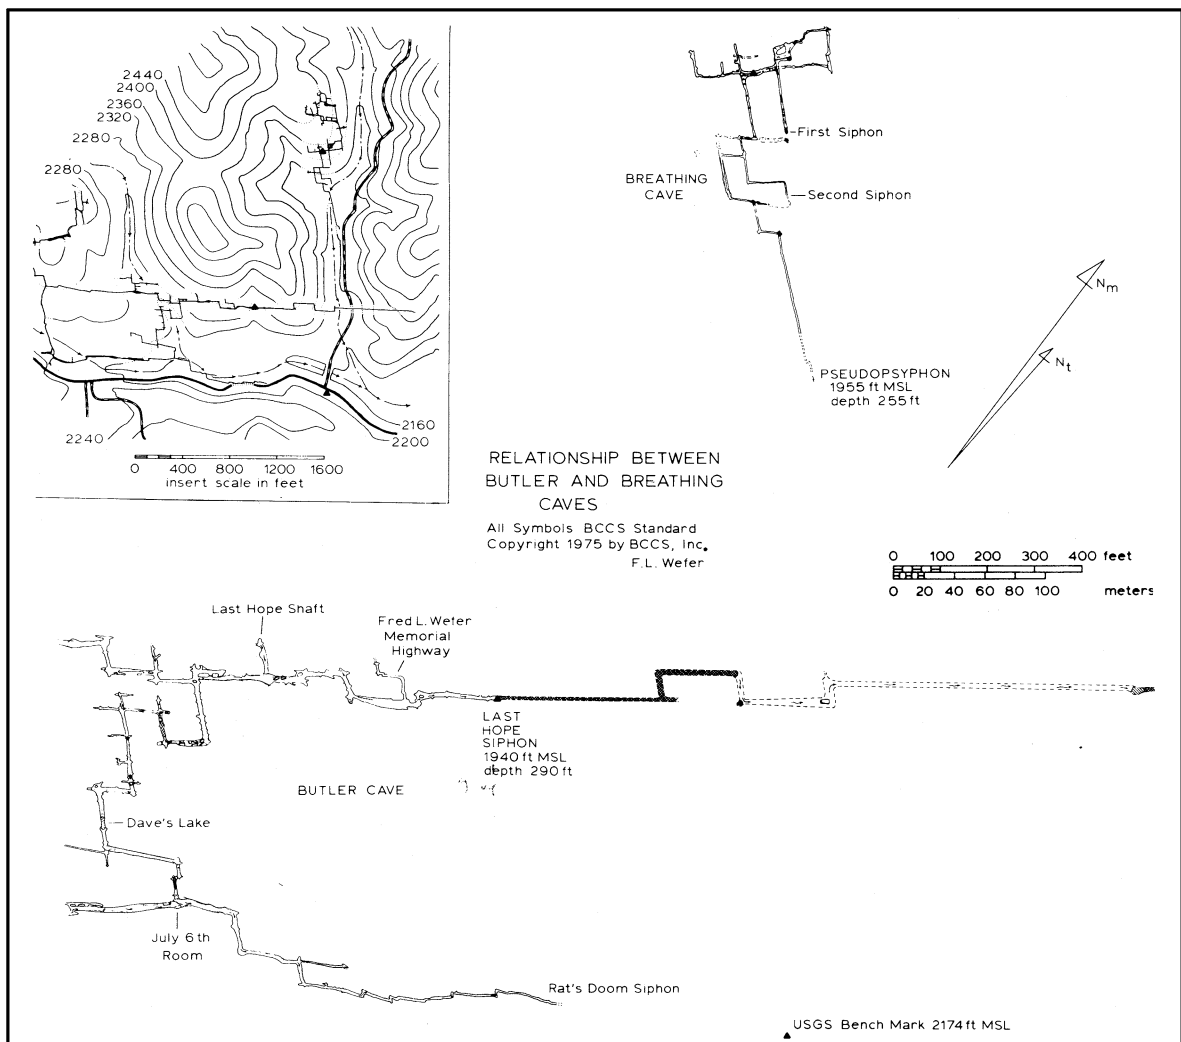 2440
2400
2360
2320
2280
2280
2240
2160
2200
0 400 800 1200 1600
insert scale in feet
First Siphon
BREATHING
CAVE
Second Siphon
Nm
Nt
PSEUDOPSYPHON
1955 ft MSL
depth 255 ft
RELATIONSHIP BETWEEN
BUTLER AND BREATHING
CAVES
All Symbols BCCS Standard
Copyright 1975 by BCCS, Inc.
F.L. Wefer
0 100 200 300 400 feet
0 20 40 60 80 100 meters
Last Hope Shaft
Fred L. Wefer
Memorial
Highway
LAST
HOPE
SIPHON
1940 ft MSL
depth 290 ft
BUTLER CAVE
Dave's Lake
July 6th
Room
Rat's Doom Siphon
USGS Bench Mark 2174 ft MSL